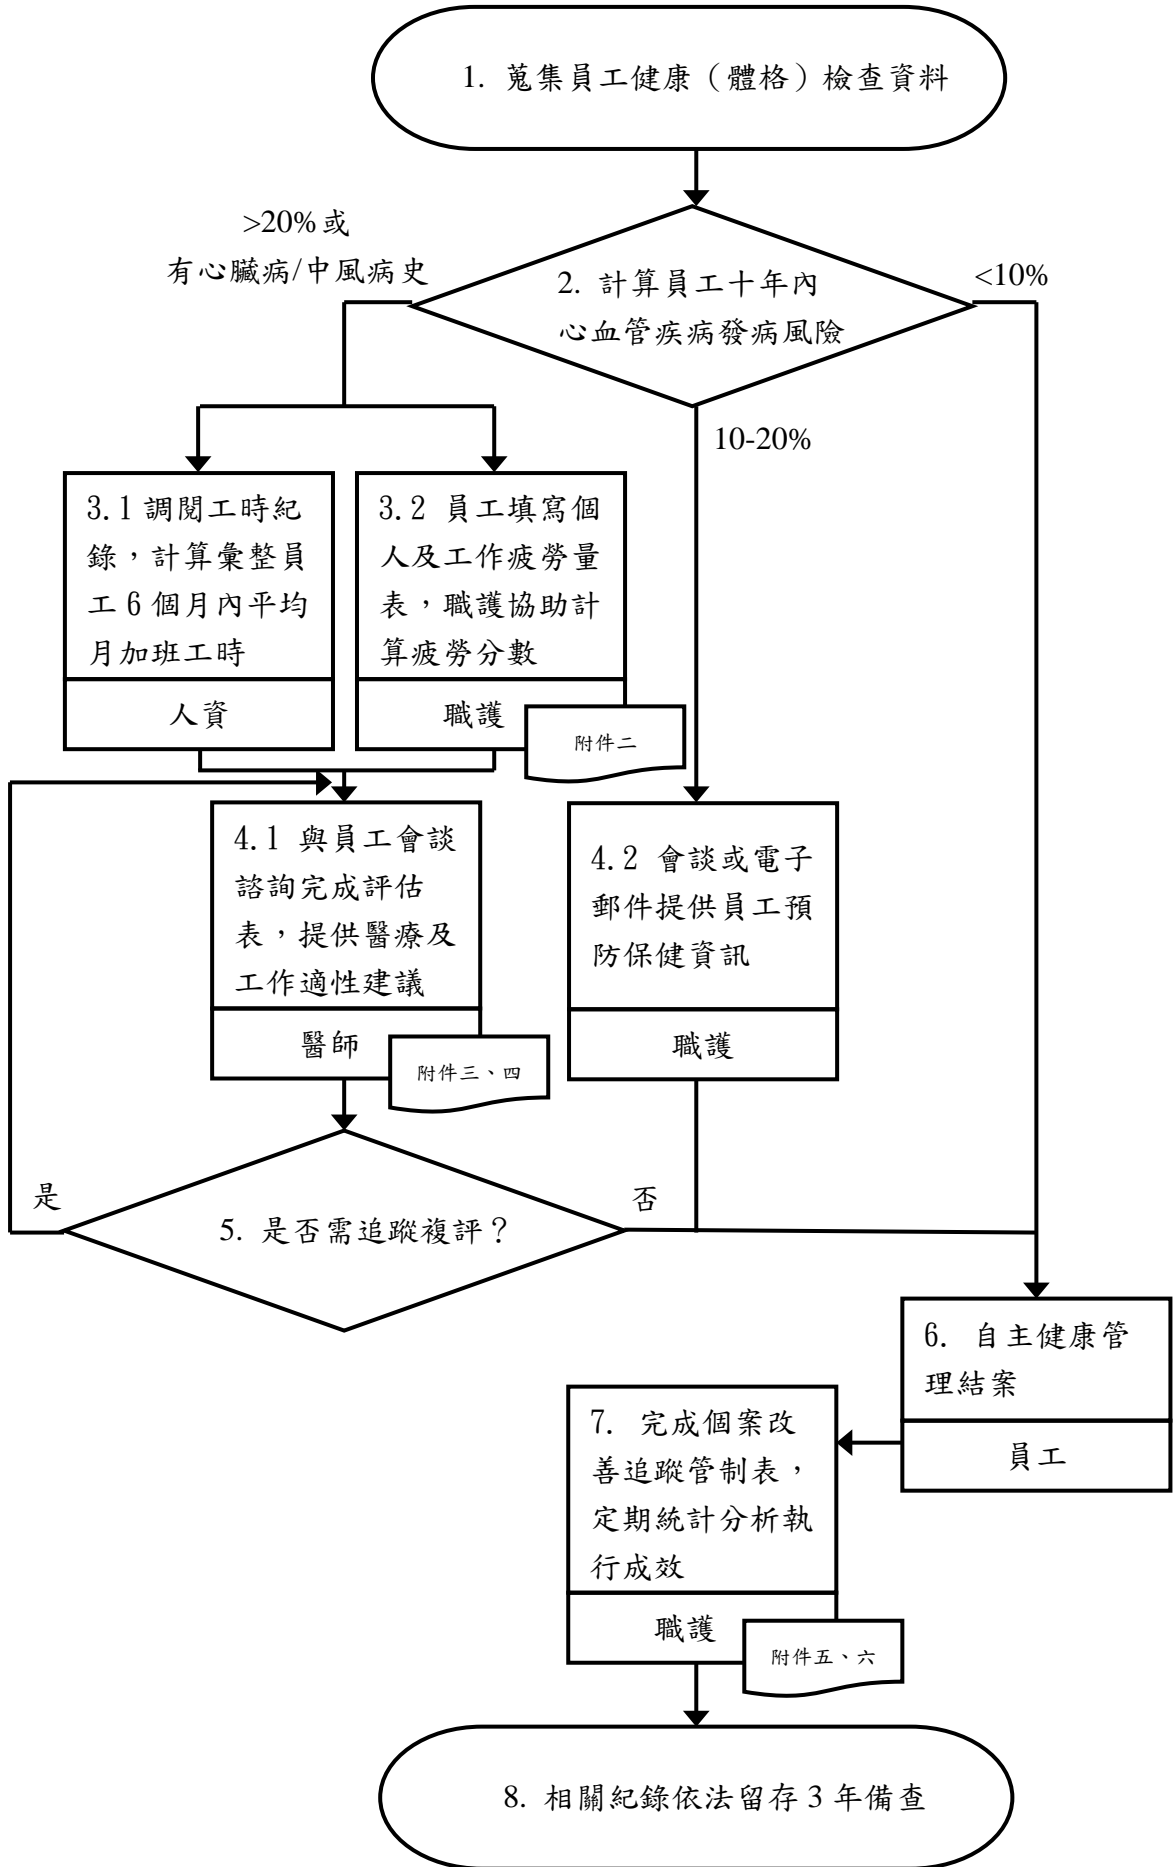 1. 蒐集員工健康（體格）檢查資料
>20%或
有心臟病/中風病史
2. 計算員工十年內
心血管疾病發病風險
<10%
10-20%
3.1 調閱工時紀
錄，計算彙整員
工 6 個月內平均
月加班工時
人資
3.2 員工填寫個
人及工作疲勞量
表，職護協助計
算疲勞分數
職護
附件二
4.1 與員工會談
諮詢完成評估
表，提供醫療及
工作適性建議
醫師
附件三、四
4.2 會談或電子
郵件提供員工預
防保健資訊
職護
是
5. 是否需追蹤複評？
否
6. 自主健康管
理結案
員工
7. 完成個案改
善追蹤管制表，
定期統計分析執
行成效
職護
附件五、六
8. 相關紀錄依法留存 3 年備查